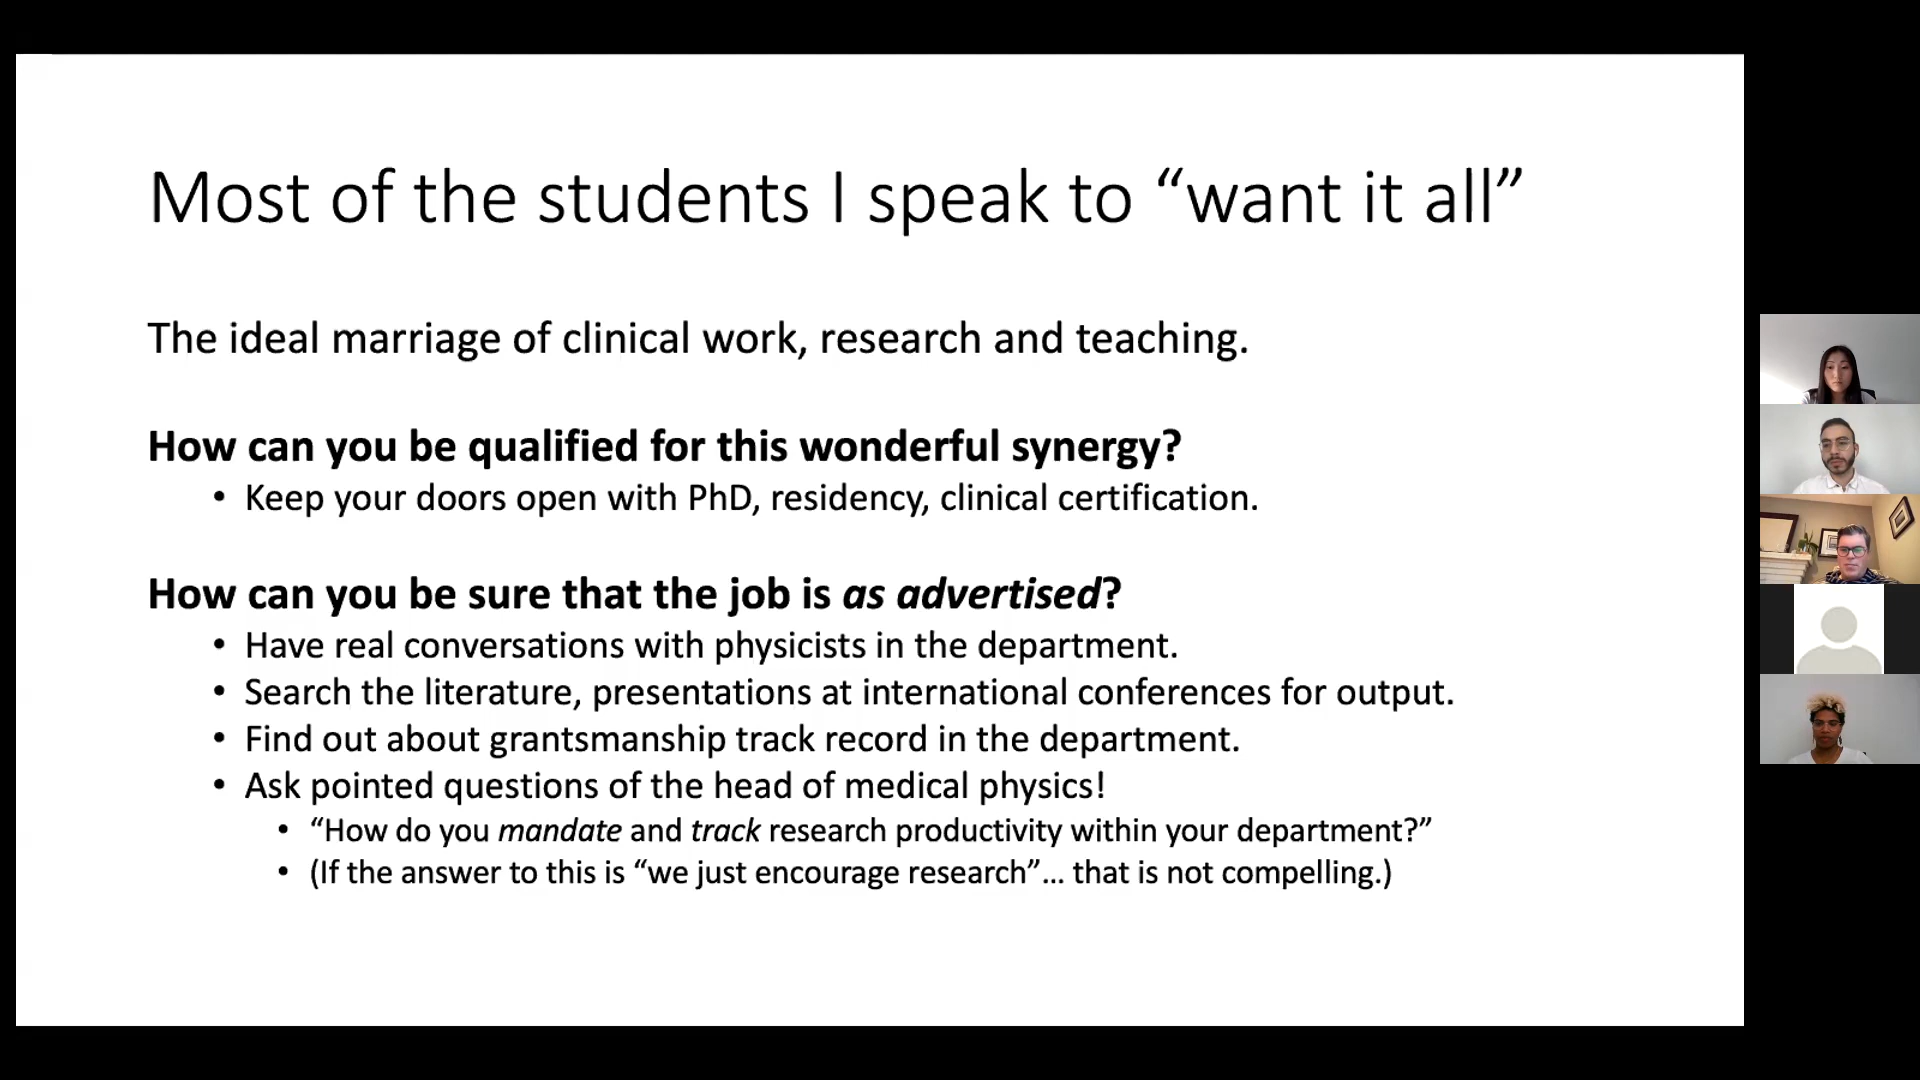 Most of the students I speak to “want it all”
The ideal marriage of clinical work, research and teaching.
How can you be qualified for this wonderful synergy?
• Keep your doors open with PhD, residency, clinical certification.
How can you be sure that the job is as advertised?
• Have real conversations with physicists in the department.
• Search the literature, presentations at international conferences for output.
• Find out about grantsmanship track record in the department.
• Ask pointed questions of the head of medical physics!
• “How do you mandate and track research productivity within your department?”
• (If the answer to this is “we just encourage research”... that is not compelling.)